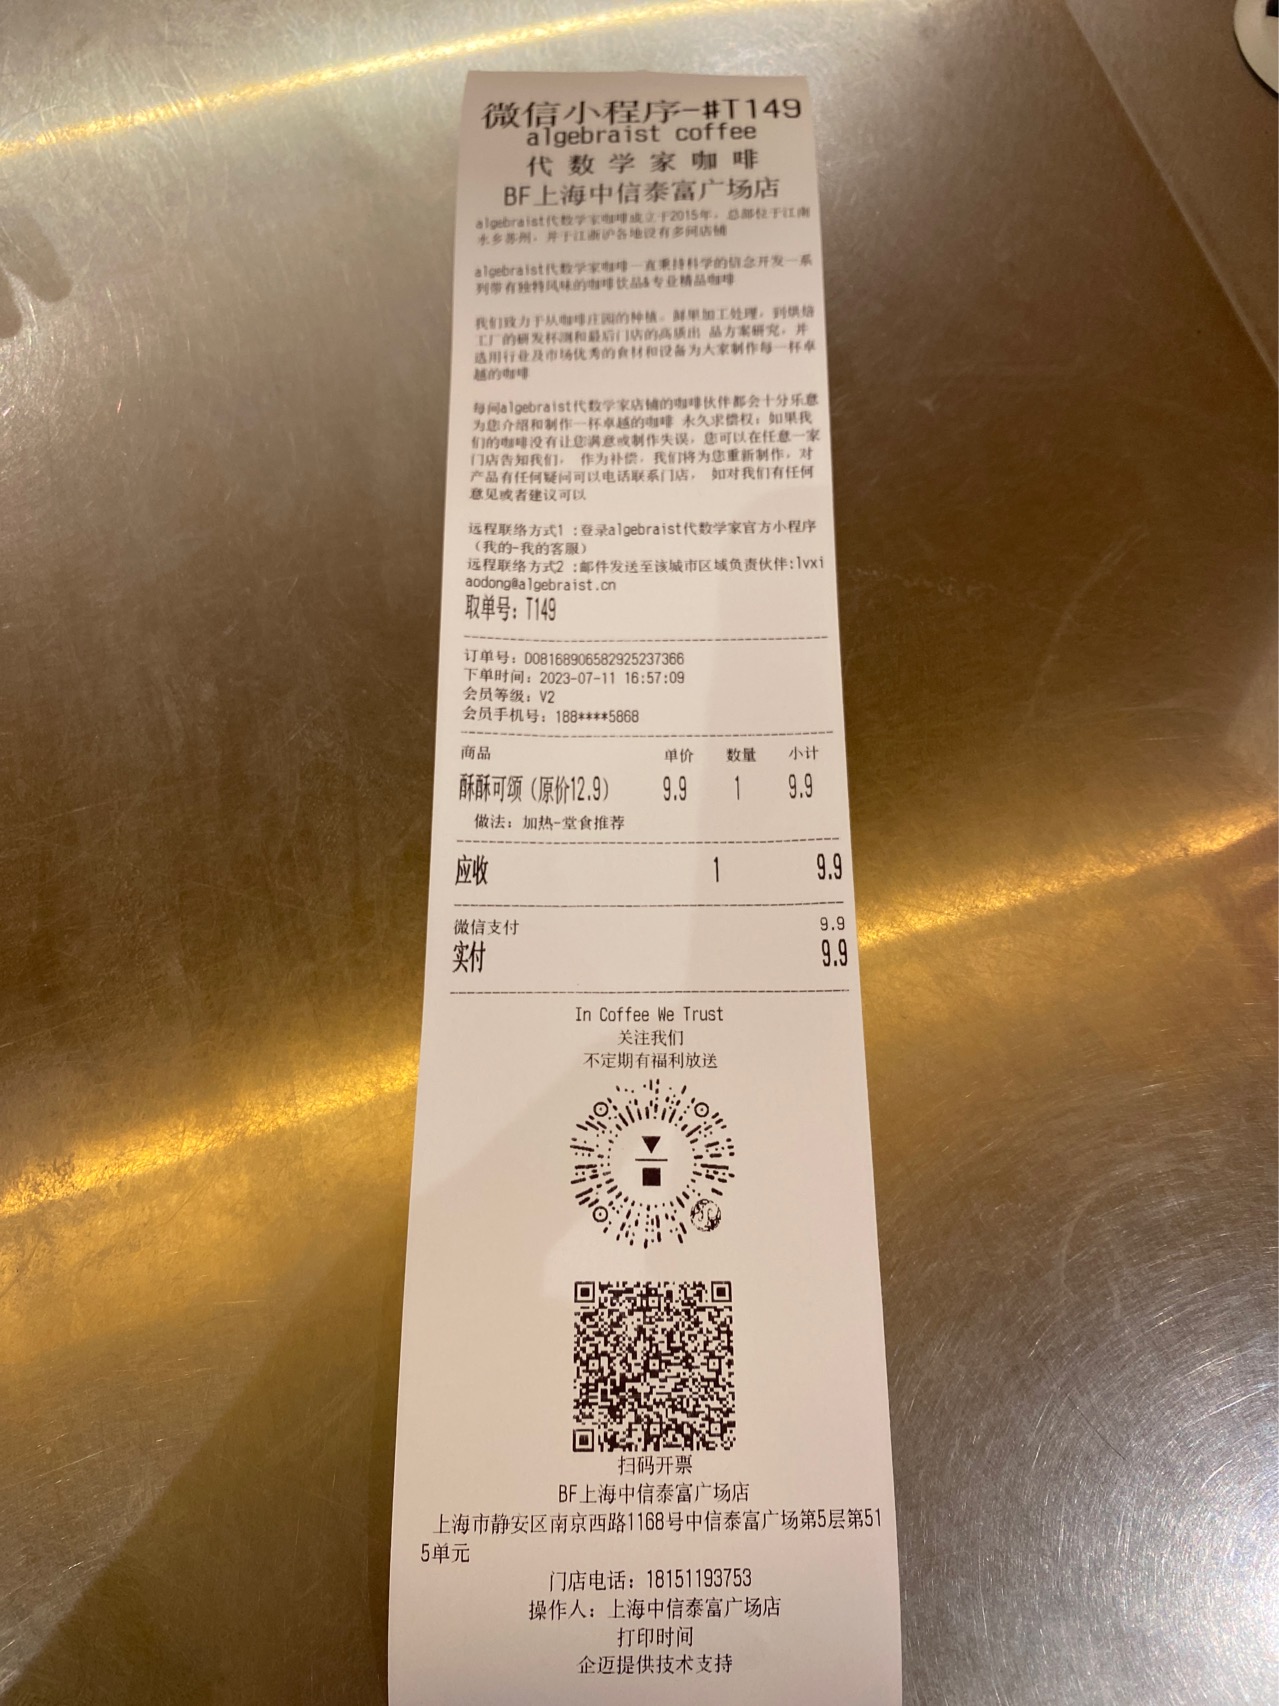 微信小程序-#T149
algebraist coffee
代数学家咖啡
BF上海中信泰富广场店
algebraist代数学家咖啡成立于2015年，总部位于江南
水乡苏州，并于江浙沪各地设有多间店铺
algebraist代数学家咖啡一直秉持科学的信念开发一系
列带有独特风味的咖啡饮品&专业精品咖啡
我们致力于从咖啡庄园的种植，鲜果加工处理，到烘焙
工厂的研发杯测和最后门店的高质出 品方案研究，并
选用行业及市场优秀的食材和设备为大家制作每一杯卓
越的咖啡
每间algebraist代数学家店铺的咖啡伙伴都会十分乐意
为您介绍和制作一杯卓越的咖啡 永久求偿权：如果我
们的咖啡没有让您满意或制作失误，您可以在任意一家
门店告知我们， 作为补偿，我们将为您重新制作，对
产品有任何疑问可以电话联系门店， 如对我们有任何
意见或者建议可以
远程联络方式1 :登录algebraist代数学家官方小程序
（我的-我的客服）
远程联络方式2 :邮件发送至该城市区域负责伙伴:lvxi
aodong@algebraist.cn
取单号：T149
订单号：D08168906582925237366
下单时间：2023-07-11 16:57:09
会员等级：V2
会员手机号：188****5868
商品 单价 数量 小计
酥酥可颂（原价12.9） 9.9 1 9.9
做法：加热-堂食推荐
应收 1 9.9
微信支付 9.9
实付 9.9
In Coffee We Trust
关注我们
不定期有福利放送
扫码开票
BF上海中信泰富广场店
上海市静安区南京西路1168号中信泰富广场第5层第51
5单元
门店电话：18151193753
操作人：上海中信泰富广场店
打印时间
企迈提供技术支持